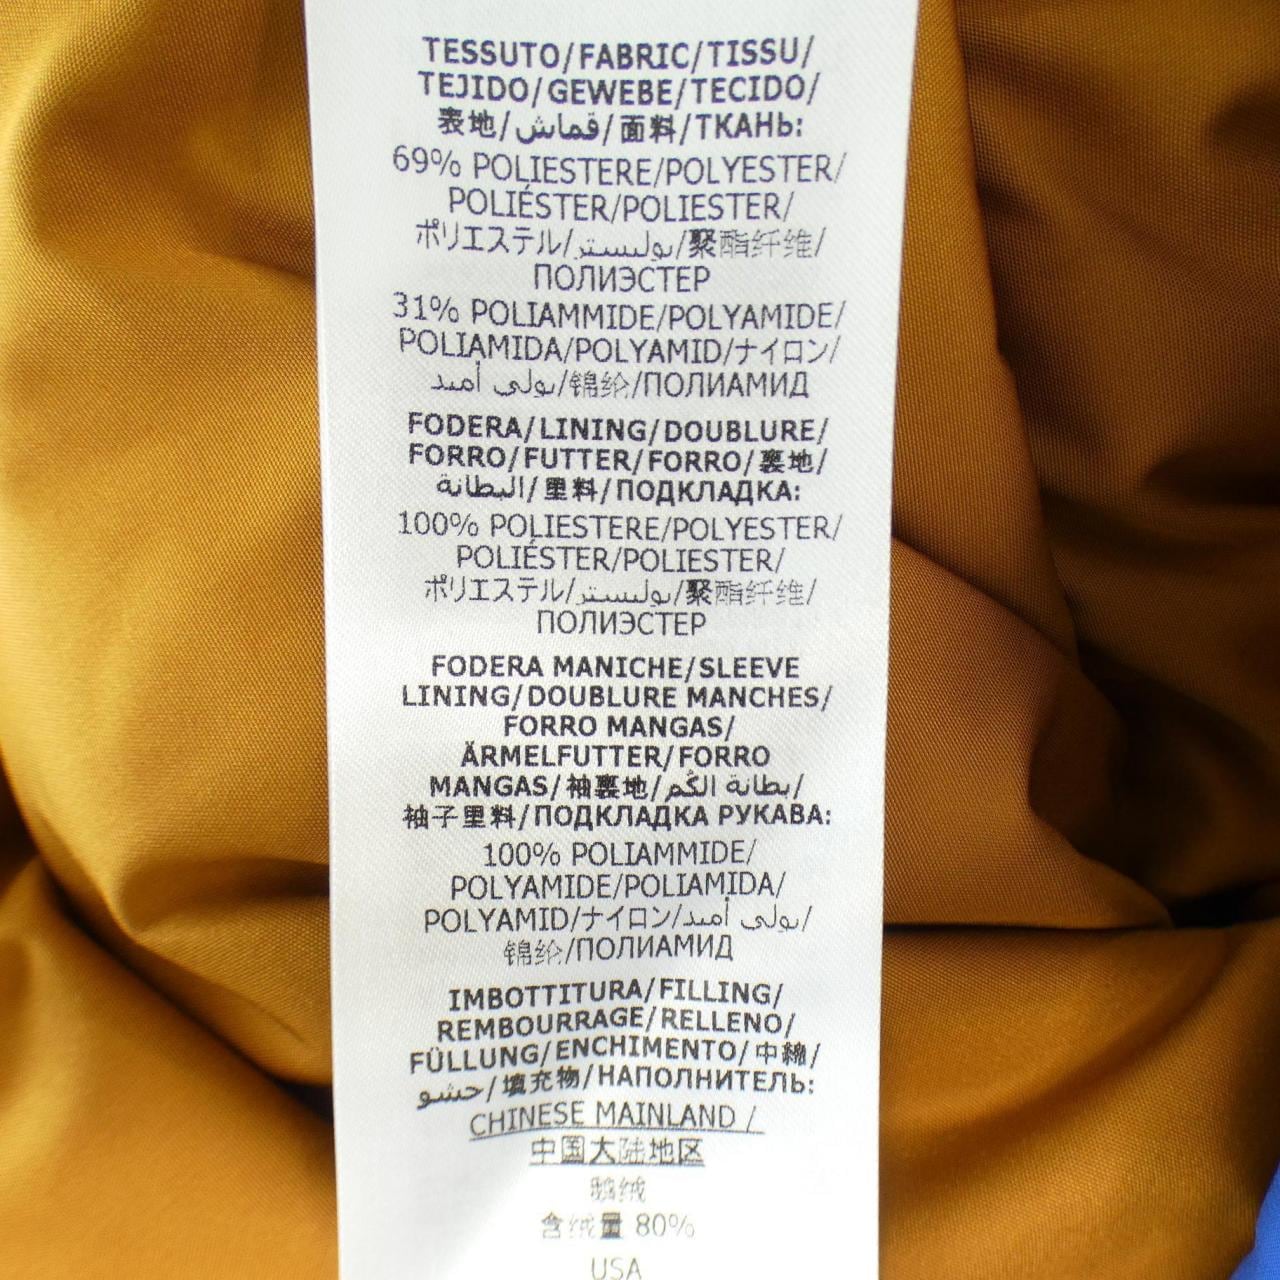 TESSUTO/FABRIC/TISSU/
TEJIDO/GEWEBE/TECIDO/
表地/قماش/面料/ТКАНЬ:
69% POLIESTERE/POLYESTER/
POLIÉSTER/POLIESTER/
ポリエステル/بوليستر/聚酯纤维/
ПОЛИЭСТЕР
31% POLIAMMIDE/POLYAMIDE/
POLIAMIDA/POLYAMID/ナイロン/
بولي أميد/锦纶/ПОЛИАМИД
FODERA/LINING/DOUBLURE/
FORRO/FUTTER/FORRO/裏地/
البطانة/里料/ПОДКЛАДКА:
100% POLIESTERE/POLYESTER/
POLIÉSTER/POLIESTER/
ポリエステル/بوليستر/聚酯纤维/
ПОЛИЭСТЕР
FODERA MANICHE/SLEEVE
LINING/DOUBLURE MANCHES/
FORRO MANGAS/
ÄRMELFUTTER/FORRO
MANGAS/袖裏地/بطانة الكُم/
袖子里料/ПОДКЛАДКА РУКАВА:
100% POLIAMMIDE/
POLYAMIDE/POLIAMIDA/
POLYAMID/ナイロン/بولي أميد/
锦纶/ПОЛИАМИД
IMBOTTITURA/FILLING/
REMBOURRAGE/RELLENO/
FÜLLUNG/ENCHIMENTO/中綿/
حشو/填充物/НАПОЛНИТЕЛЬ:
CHINESE MAINLAND /
中国大陆地区
鹅绒
含绒量 80%
USA